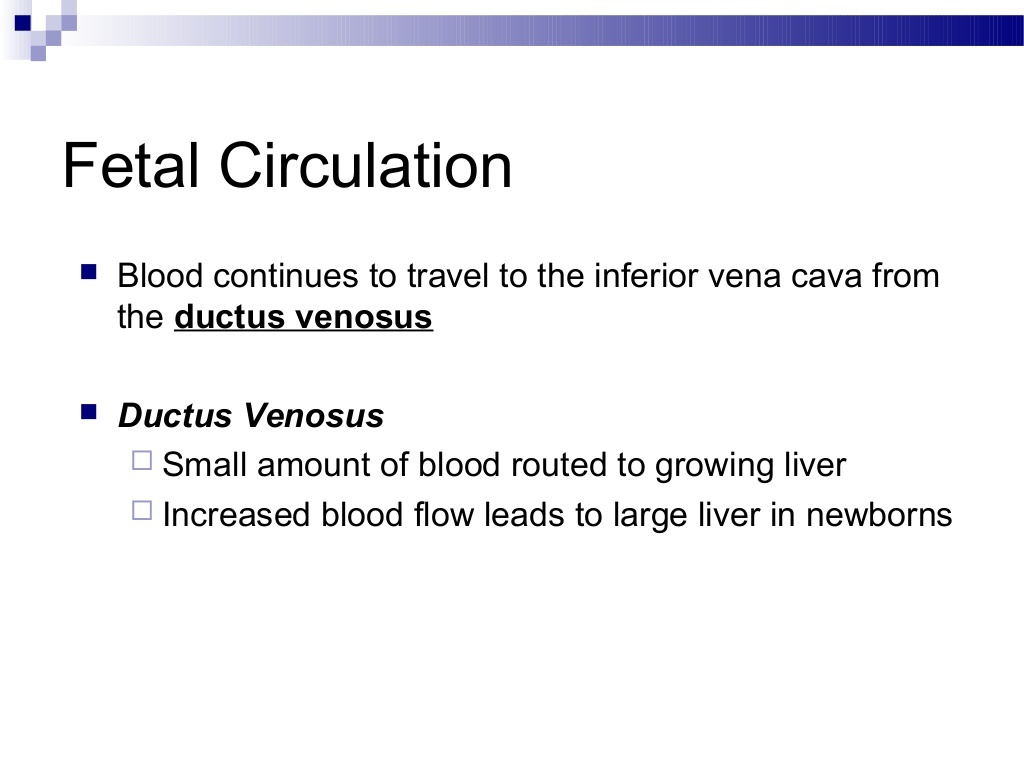 Fetal Circulation
Blood continues to travel to the inferior vena cava from
the ductus venosus
Ductus Venosus
Small amount of blood routed to growing liver
Increased blood flow leads to large liver in newborns